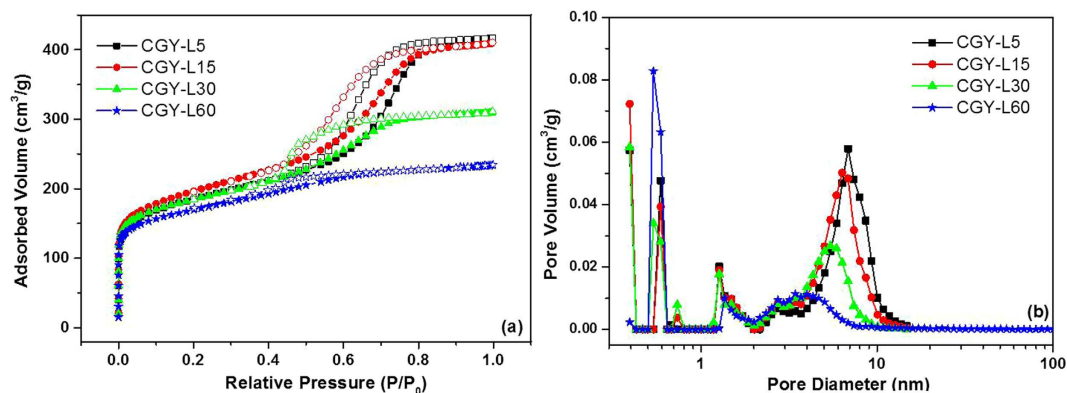 CGY-L5
CGY-L15
CGY-L30
CGY-L60
Adsorbed Volume (cm³/g)
400
300
200
100
0
0.0 0.2 0.4 0.6 0.8 1.0
Relative Pressure (P/P₀)
(a)
CGY-L5
CGY-L15
CGY-L30
CGY-L60
Pore Volume (cm³/g)
0.10
0.08
0.06
0.04
0.02
0.00
1 10 100
Pore Diameter (nm)
(b)